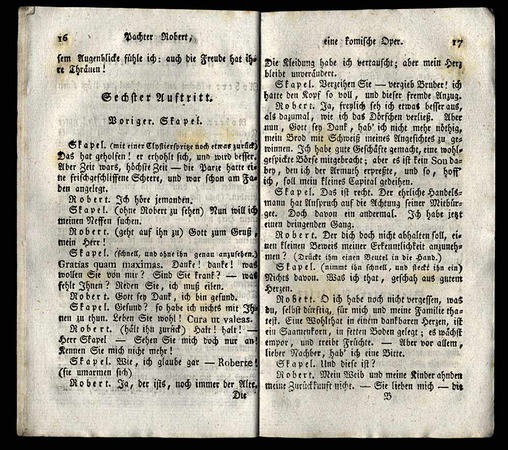 16 Pachter Robert,
sem Augenblicke fühle ich: auch die Freude hat ih-
re Thränen!
Sechster Auftritt.
Voriger. Skapel.
Skapel. (mit einer Clystierspritze noch etwas zurück)
Das hat geholfen! er erhohlt sich, und wird besser.
Aber Zeit wars, höchste Zeit — die Parze hatte ei-
ne frischgeschliffene Scheere, und war schon am Fa-
den angelegt.
Robert. Ich höre jemanden.
Skapel. (ohne Robert zu sehen) Nun will ich
meinen Neffen suchen.
Robert. (geht auf ihn zu) Gott zum Gruß,
mein Herr!
Skapel. (schnell, und ohne ihn genau anzusehen.)
Gratias quam maximas. Danke! danke! was
wollen Sie von mir? Sind Sie krank? — was
fehlt Ihnen? Reden Sie, ich muß eilen.
Robert. Gott sey Dank, ich bin gesund.
Skapel. Gesund? so habe ich nichts mit Ih-
nen zu thun. Leben Sie wohl! Cura ut valeas.
Robert. (hält ihn zurück) Halt! halt! —
Herr Skapel — Sehen Sie mich doch nur an!
Kennen Sie mich nicht mehr!
Skapel. Wie, ich glaube gar — Roberte!
(sie umarmen sich)
Robert. Ja, der ists, noch immer der Alte.
Die
eine komische Oper. 17
Die Kleidung habe ich vertauscht; aber mein Herz
bleibt unverändert.
Skapel. Verzeihen Sie — vergieb Bruder! ich
hatte den Kopf so voll, und dieser fremde Anzug.
Robert. Ja, freylich seh ich etwas besser aus,
als dazumal, wie ich das Dörfchen verließ. Aber
nun, Gott sey Dank, hab' ich nicht mehr nöthig,
mein Brod mit Schweiß meines Angesichts zu ge-
winnen. Ich habe gute Geschäfte gemacht, eine wohl-
gespickte Börse mitgebracht; aber es ist kein Sou da-
bey, den ich der Armuth erpreßte, und so, hoff'
ich, soll mein kleines Capital gedeihen.
Skapel. Das ist recht. Der ehrliche Handels-
mann hat Anspruch auf die Achtung seiner Mitbür-
ger. Doch davon ein andermal. Ich habe jetzt
einen dringenden Gang.
Robert. Der dich doch nicht abhalten soll, ei-
nen kleinen Beweis meiner Erkenntlichkeit anzuneh-
men? (Drückt ihm einen Beutel in die Hand.)
Skapel. (nimmt ihn schnell, und steckt ihn ein)
Nichts davon. Was ich that, geschah aus gutem
Herzen.
Robert. O ich habe noch nicht vergessen, was
du, selbst dürftig, für mich und meine Familie tha-
test. Eine Wohlthat in einem dankbaren Herzen, ist
ein Saamenkorn, in fetten Boden gelegt; es wächst
empor, und treibt Früchte. — Aber vor allem,
lieber Nachber, hab' ich eine Bitte.
Skapel. Und diese ist?
Robert. Mein Weib und meine Kinder ahnden
meine Zurückkunft nicht. — Sie lieben mich — die
B